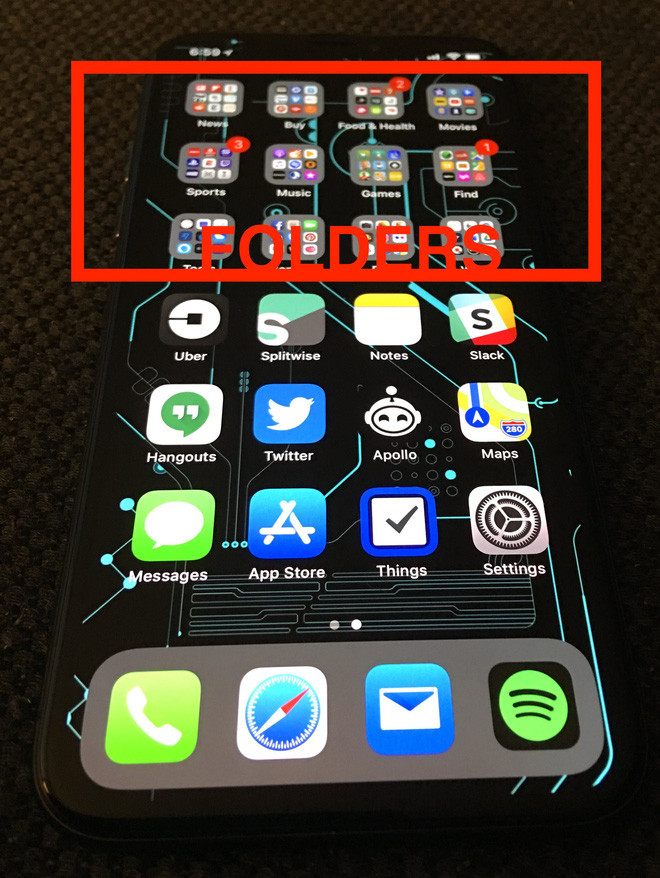 6:59
News Buy Food & Health Movies
2
Sports Music Games Find
3 1
FOLDERS
Uber Splitwise Notes Slack
S S
280
Hangouts Twitter Apollo Maps
Messages App Store Things Settings